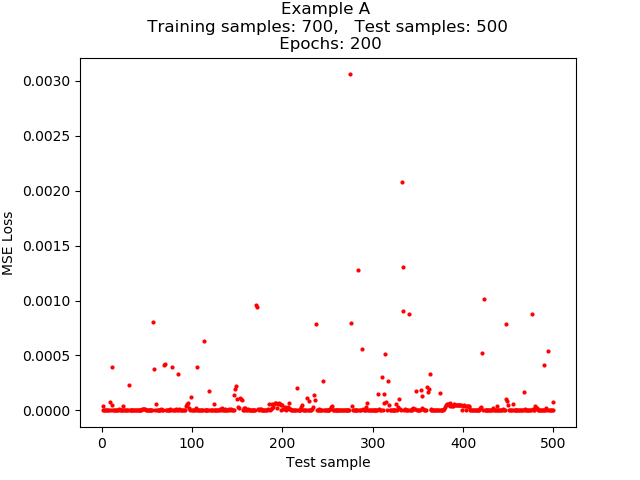 Example A
Training samples: 700,   Test samples: 500
Epochs: 200
0.0030
0.0025
0.0020
0.0015
0.0010
0.0005
0.0000
MSE Loss
0 100 200 300 400 500
Test sample